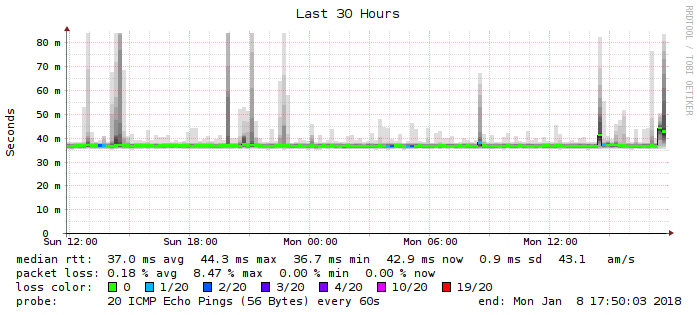 Last 30 Hours
RRDTOOL / TOBI OETIKER
Seconds
80 m
70 m
60 m
50 m
40 m
30 m
20 m
10 m
0
Sun 12:00 Sun 18:00 Mon 00:00 Mon 06:00 Mon 12:00
median rtt: 37.0 ms avg 44.3 ms max 36.7 ms min 42.9 ms now 0.9 ms sd 43.1 am/s
packet loss: 0.18 % avg 8.47 % max 0.00 % min 0.00 % now
loss color: 0 1/20 2/20 3/20 4/20 10/20 19/20
probe: 20 ICMP Echo Pings (56 Bytes) every 60s end: Mon Jan 8 17:50:03 2018